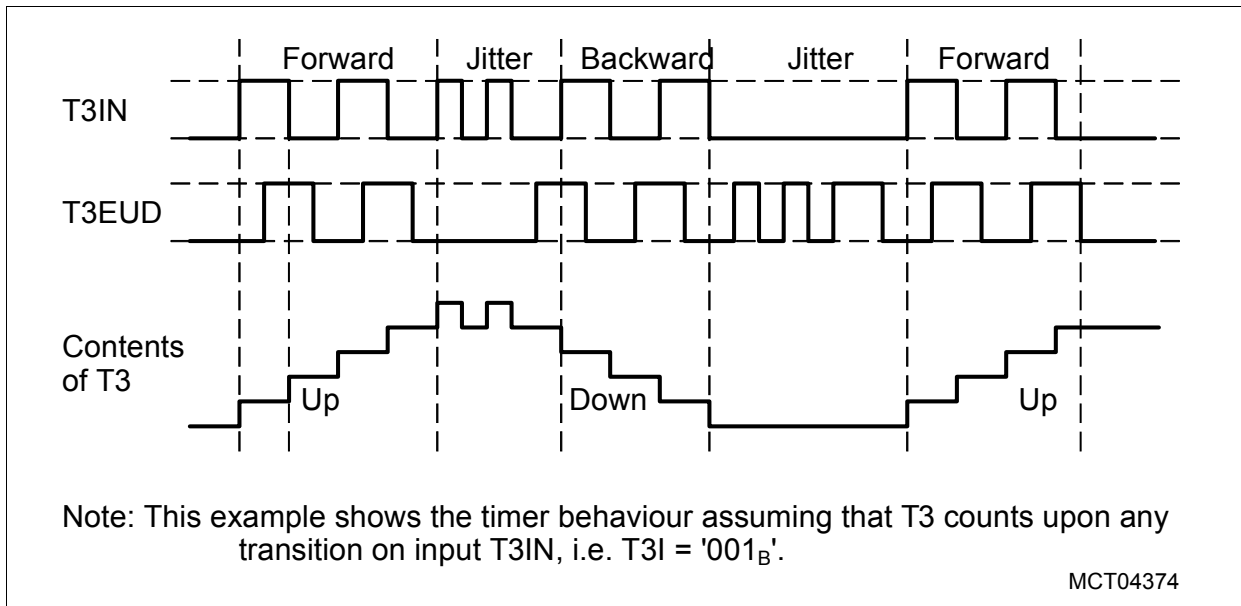 Forward Jitter Backward Jitter Forward
T3IN
T3EUD
Contents
of T3
Up Down Up
Note: This example shows the timer behaviour assuming that T3 counts upon any
transition on input T3IN, i.e. T3I = '001B'.
MCT04374